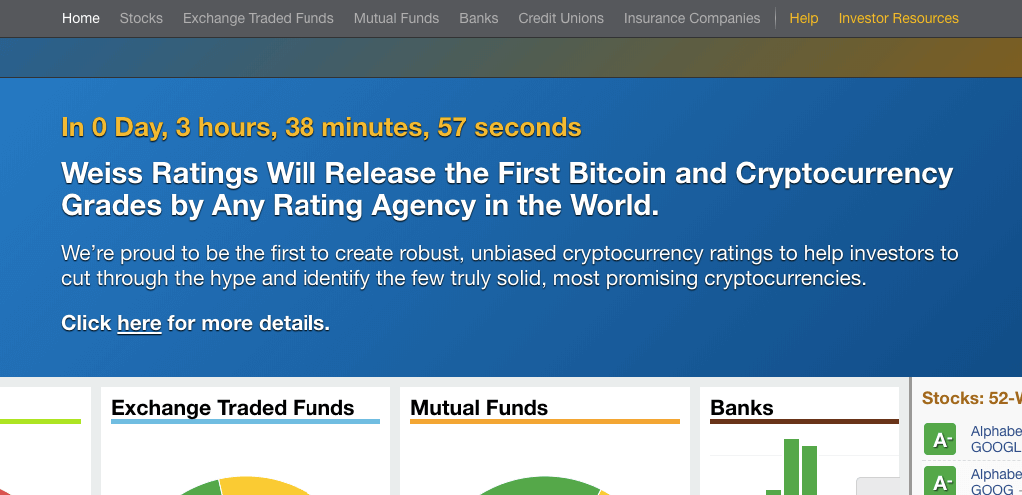 Home Stocks Exchange Traded Funds Mutual Funds Banks Credit Unions Insurance Companies Help Investor Resources
In 0 Day, 3 hours, 38 minutes, 57 seconds
Weiss Ratings Will Release the First Bitcoin and Cryptocurrency
Grades by Any Rating Agency in the World.
We're proud to be the first to create robust, unbiased cryptocurrency ratings to help investors to
cut through the hype and identify the few truly solid, most promising cryptocurrencies.
Click here for more details.
Exchange Traded Funds
Mutual Funds
Banks
Stocks: 52-
A- Alphabe
GOOGL
A- Alphabe
GOOG -